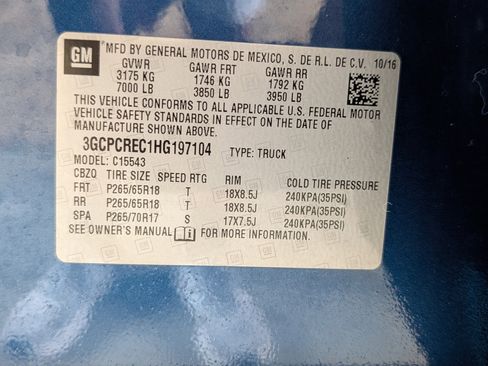 GM MFD BY GENERAL MOTORS DE MEXICO, S. DE R.L. DE C.V. 10/16
GVWR GAWR FRT GAWR RR
3175 KG 1746 KG 1792 KG
7000 LB 3850 LB 3950 LB
THIS VEHICLE CONFORMS TO ALL APPLICABLE U.S. FEDERAL MOTOR
VEHICLE SAFETY STANDARDS IN EFFECT ON THE DATE OF
MANUFACTURE SHOWN ABOVE.
3GCPCREC1HG197104 TYPE: TRUCK
MODEL: C15543
CBZQ TIRE SIZE SPEED RTG RIM COLD TIRE PRESSURE
FRT P265/65R18 T 18X8.5J 240KPA(35PSI)
RR P265/65R18 T 18X8.5J 240KPA(35PSI)
SPA P265/70R17 S 17X7.5J 240KPA(35PSI)
SEE OWNER'S MANUAL FOR MORE INFORMATION.